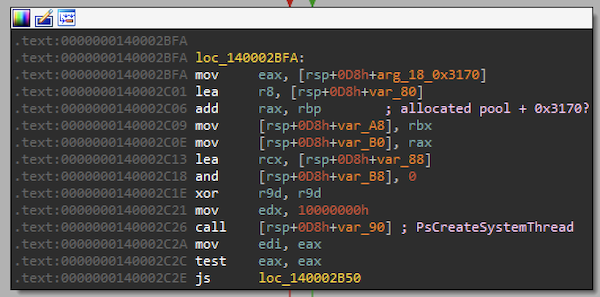 .text:0000000140002BFA
.text:0000000140002BFA loc_140002BFA:
.text:0000000140002BFA mov eax, [rsp+0D8h+arg_18_0x3170]
.text:0000000140002C01 lea r8, [rsp+0D8h+var_80]
.text:0000000140002C06 add rax, rbp ; allocated pool + 0x3170?
.text:0000000140002C09 mov [rsp+0D8h+var_A8], rbx
.text:0000000140002C0E mov [rsp+0D8h+var_B0], rax
.text:0000000140002C13 lea rcx, [rsp+0D8h+var_88]
.text:0000000140002C18 and [rsp+0D8h+var_B8], 0
.text:0000000140002C1E xor r9d, r9d
.text:0000000140002C21 mov edx, 10000000h
.text:0000000140002C26 call [rsp+0D8h+var_90] ; PsCreateSystemThread
.text:0000000140002C2A mov edi, eax
.text:0000000140002C2C test eax, eax
.text:0000000140002C2E js loc_140002B50